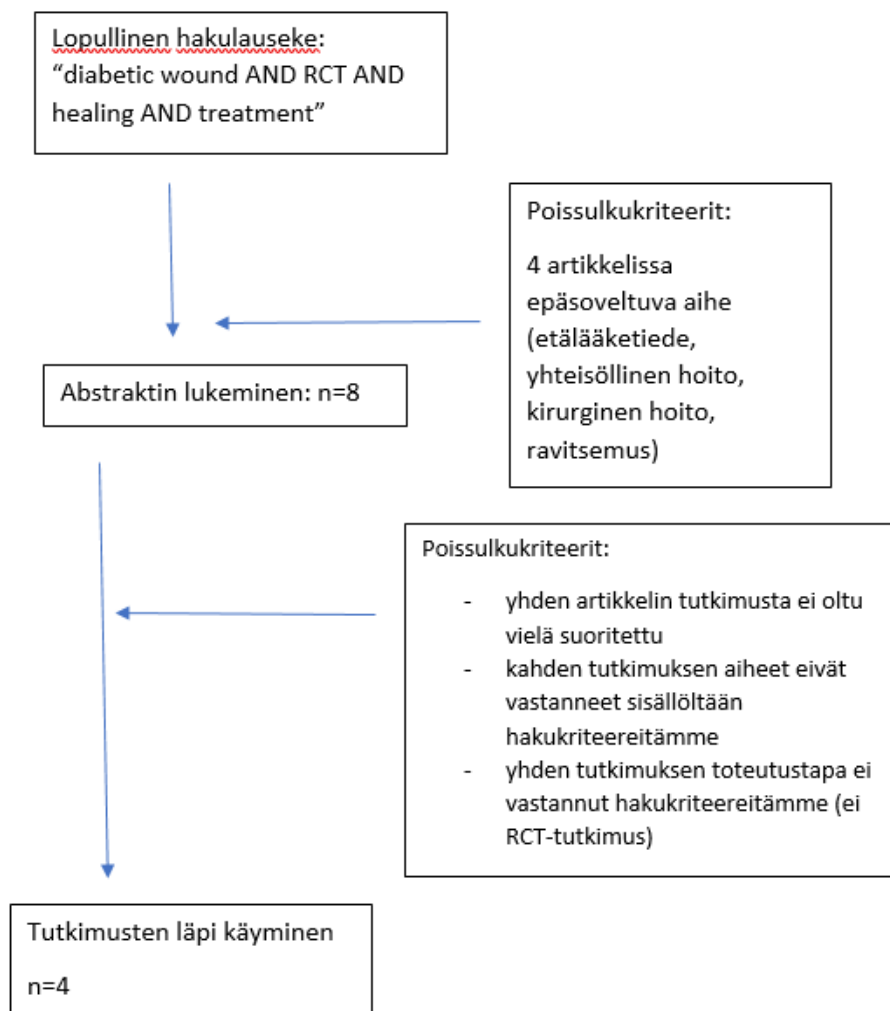 Lopullinen hakulauseke:
“diabetic wound AND RCT AND
healing AND treatment”
Poissulkukriteerit:
4 artikkelissa
epäsoveltuva aihe
(etälääketiede,
yhteisöllinen hoito,
kirurginen hoito,
ravitsemus)
Abstraktin lukeminen: n=8
Poissulkukriteerit:
- yhden artikkelin tutkimusta ei oltu
vielä suoritettu
- kahden tutkimuksen aiheet eivät
vastanneet sisällöltään
hakukriteereitämme
- yhden tutkimuksen toteutustapa ei
vastannut hakukriteereitämme (ei
RCT-tutkimus)
Tutkimusten läpi käyminen
n=4